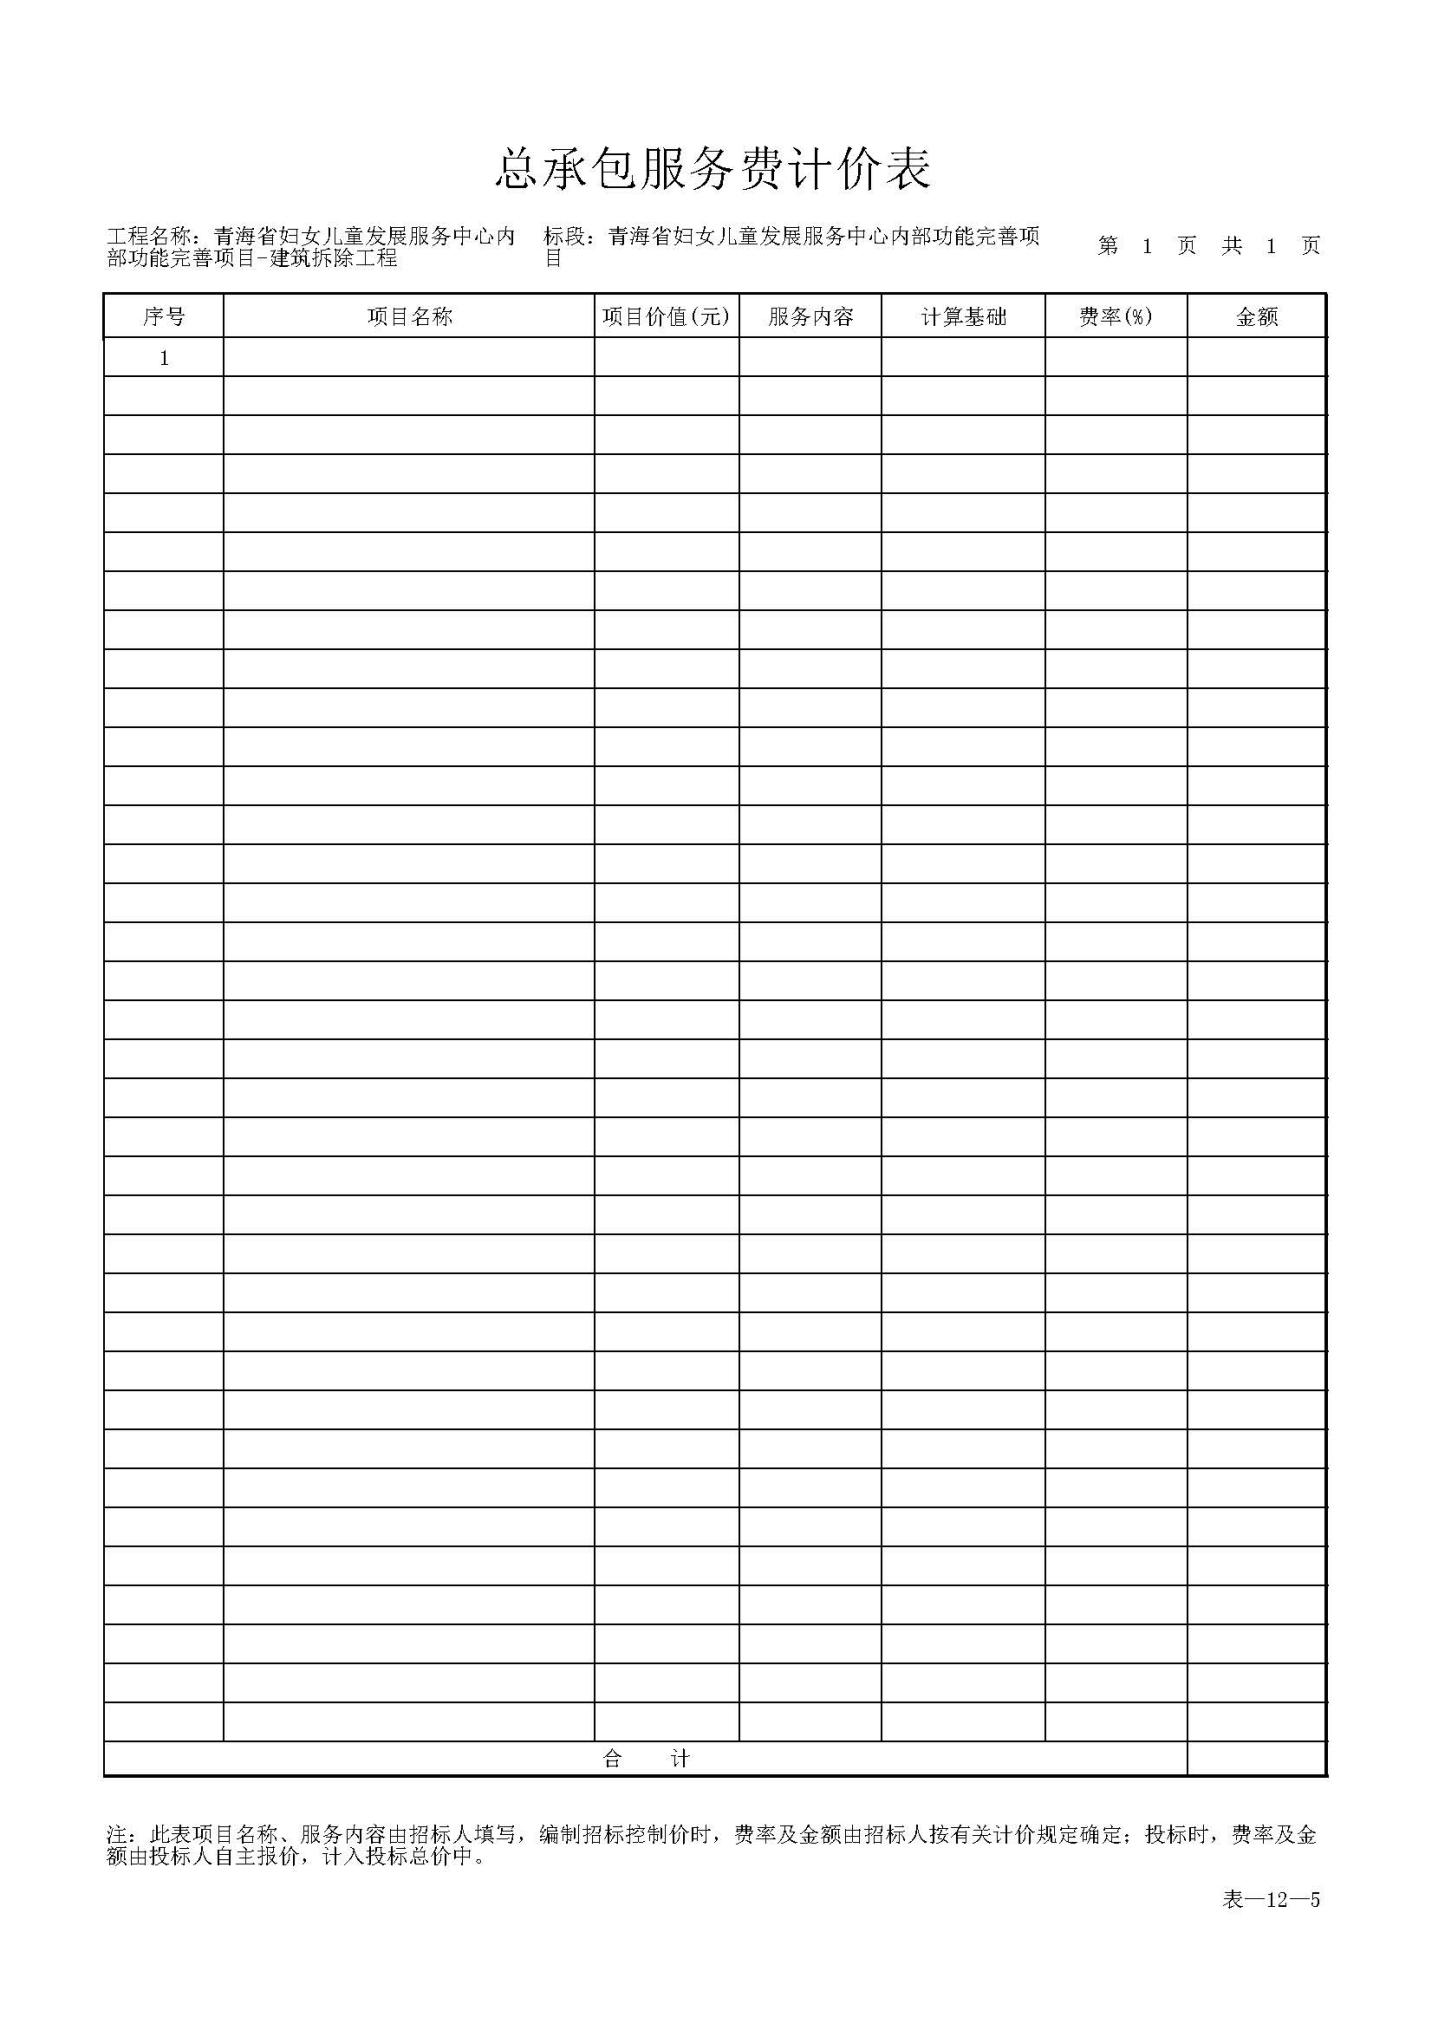 总承包服务费计价表
工程名称：青海省妇女儿童发展服务中心内
部功能完善项目-建筑拆除工程
标段：青海省妇女儿童发展服务中心内部功能完善项
目
第 1 页 共 1 页
序号 项目名称 项目价值(元) 服务内容 计算基础 费率(%) 金额
1
合 计
注：此表项目名称、服务内容由招标人填写，编制招标控制价时，费率及金额由招标人按有关计价规定确定；投标时，费率及金
额由投标人自主报价，计入投标总价中。
表—12—5